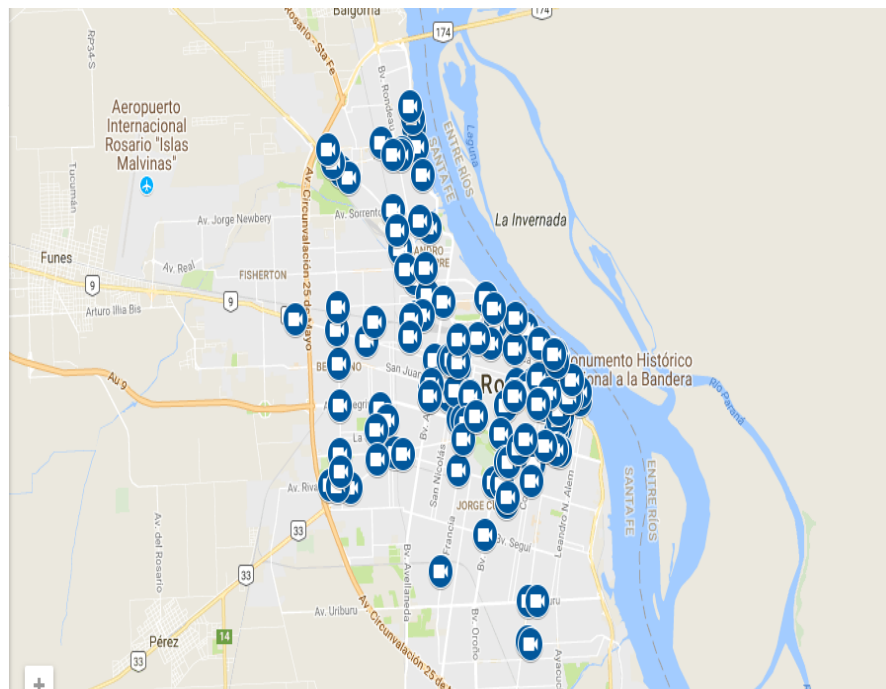 Baigorria
174
174
RP34-S
Rosario - Sta Fe
Bv. Rondeau
Aeropuerto
Internacional
Rosario "Islas
Malvinas"
ENTRE RÍOS
SANTA FE
Laguna
Tucumán
Av. Circunvalación 25 de Mayo
Av. Jorge Newbery
Av. Sorrento
La Invernada
Funes
Av. Real
FISHERTON
9
9
Arturo Illia Bis
Au 9
San Juan
Monumento Histórico
Nacional a la Bandera
Ro
Río Paraná
San Nicolás
Av. Riva
JORGE CU
Leandro N. Alem
SANTA FE
ENTRE RÍOS
33
Francia
Bv. Seguí
Av. del Rosario
33
Bv. Avellaneda
Av. Uriburu
Av. Circunvalación 25 de M
Bv. Oroño
Pérez
14
33
Ayacuc
+